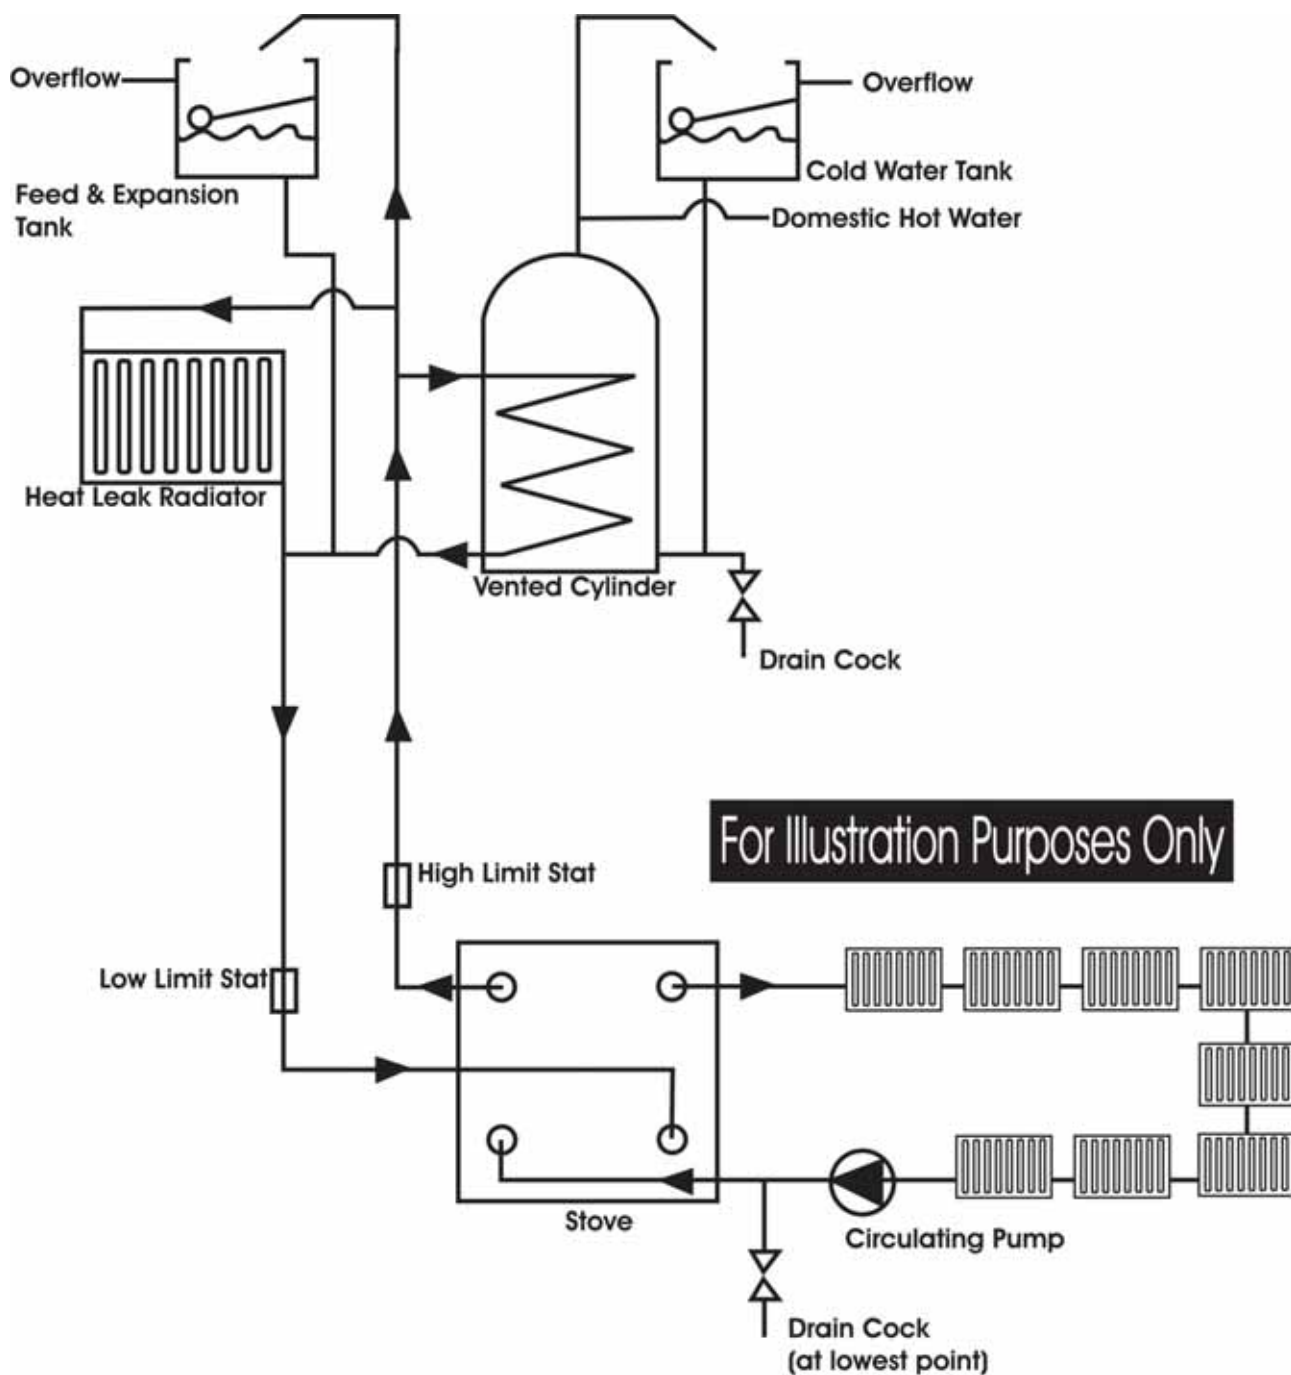 Overflow
Overflow
Cold Water Tank
Feed & Expansion
Tank
Domestic Hot Water
Heat Leak Radiator
Vented Cylinder
Drain Cock
For Illustration Purposes Only
High Limit Stat
Low Limit Stat
Stove
Circulating Pump
Drain Cock
(at lowest point)